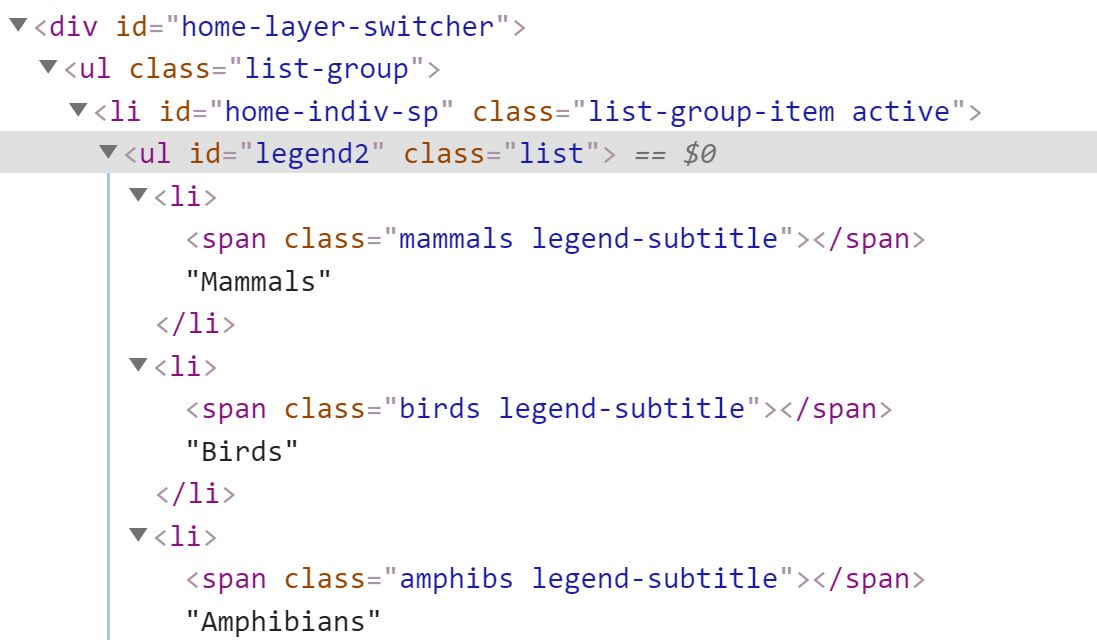 <div id="home-layer-switcher">
<ul class="list-group">
<li id="home-indiv-sp" class="list-group-item active">
<ul id="legend2" class="list"> == $0
<li>
<span class="mammals legend-subtitle"></span>
"Mammals"
</li>
<li>
<span class="birds legend-subtitle"></span>
"Birds"
</li>
<li>
<span class="amphibs legend-subtitle"></span>
"Amphibians"